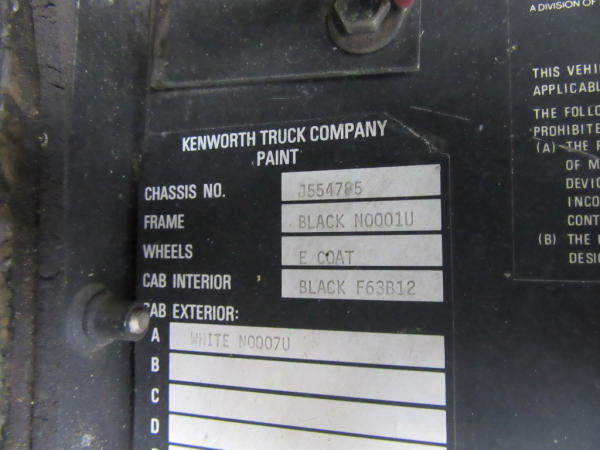 A DIVISION OF
THIS VEHI
APPLICABL
THE FOLLO
PROHIBITE
(A) THE
OF M
DEVIC
INCO
CONT
(B) THE
DESI
KENWORTH TRUCK COMPANY
PAINT
CHASSIS NO. J554785
FRAME BLACK N0001U
WHEELS E COAT
CAB INTERIOR BLACK F63B12
CAB EXTERIOR:
A WHITE N0007U
B
C
D